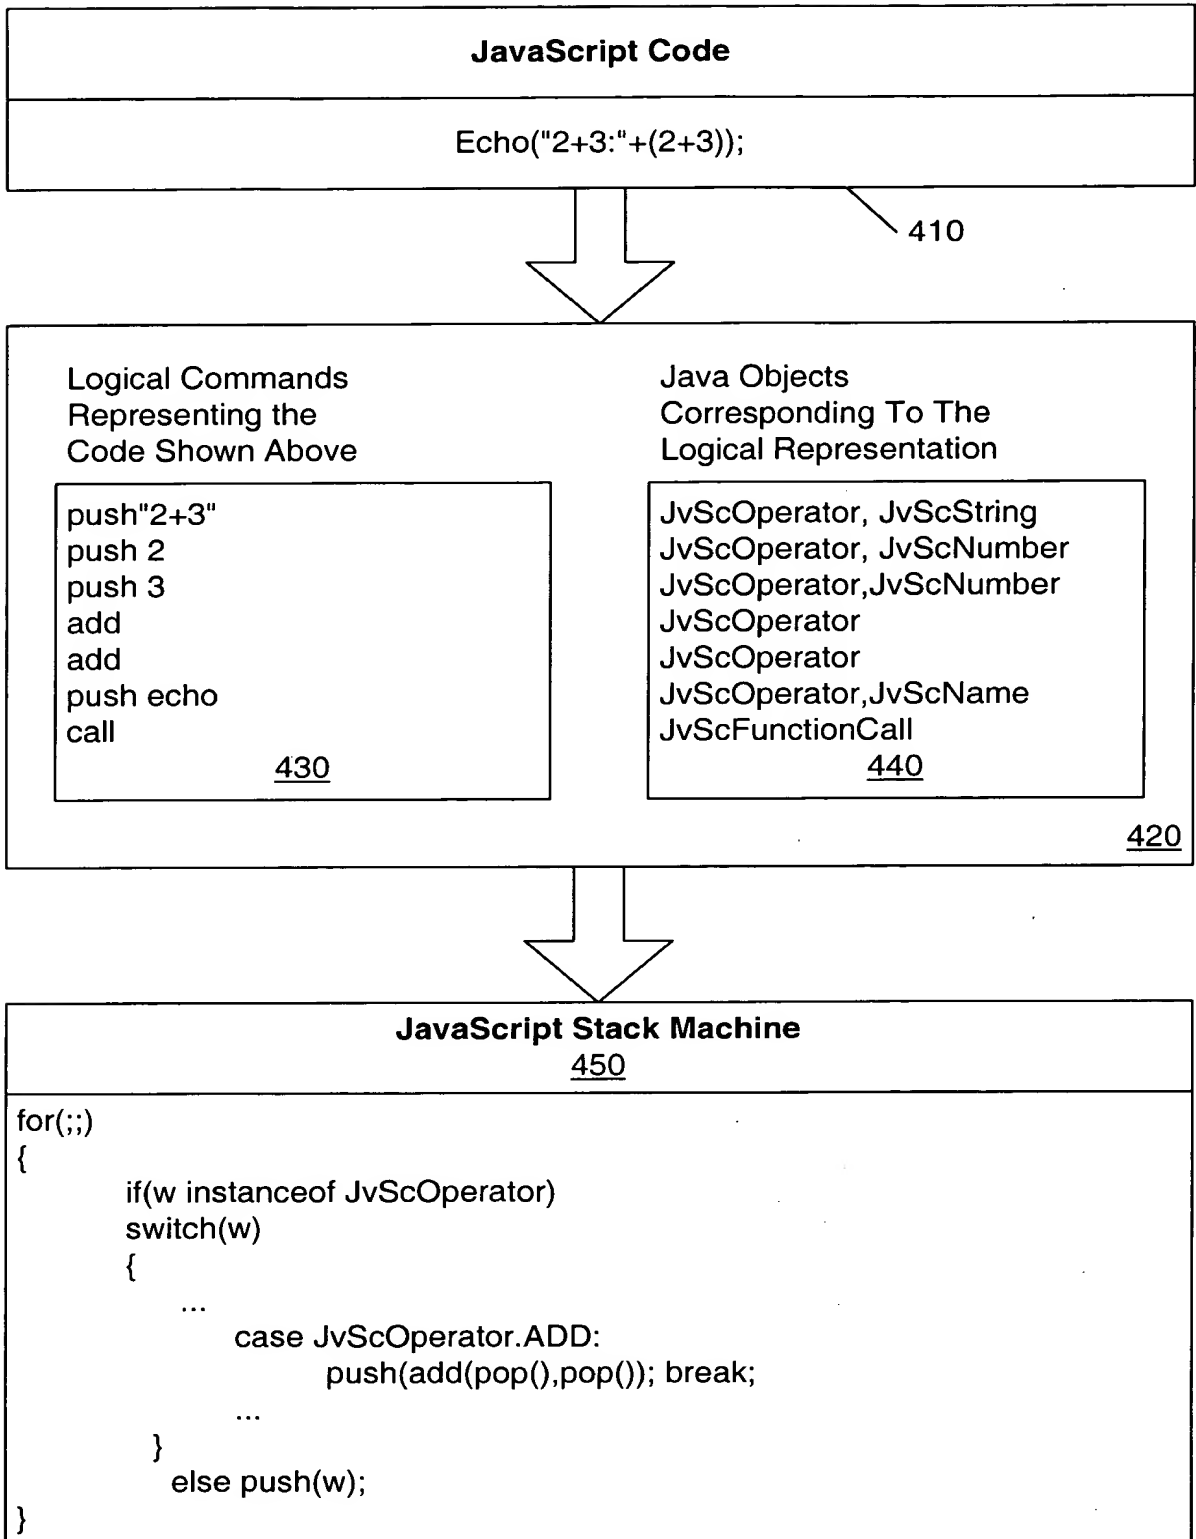 JavaScript Code
Echo("2+3:"+(2+3));
410
Logical Commands
Representing the
Code Shown Above
push"2+3"
push 2
push 3
add
add
push echo
call
430
Java Objects
Corresponding To The
Logical Representation
JvScOperator, JvScString
JvScOperator, JvScNumber
JvScOperator,JvScNumber
JvScOperator
JvScOperator
JvScOperator,JvScName
JvScFunctionCall
440
420
JavaScript Stack Machine
450
for(;;)
{
if(w instanceof JvScOperator)
switch(w)
{
...
case JvScOperator.ADD:
push(add(pop(),pop()); break;
...
}
else push(w);
}